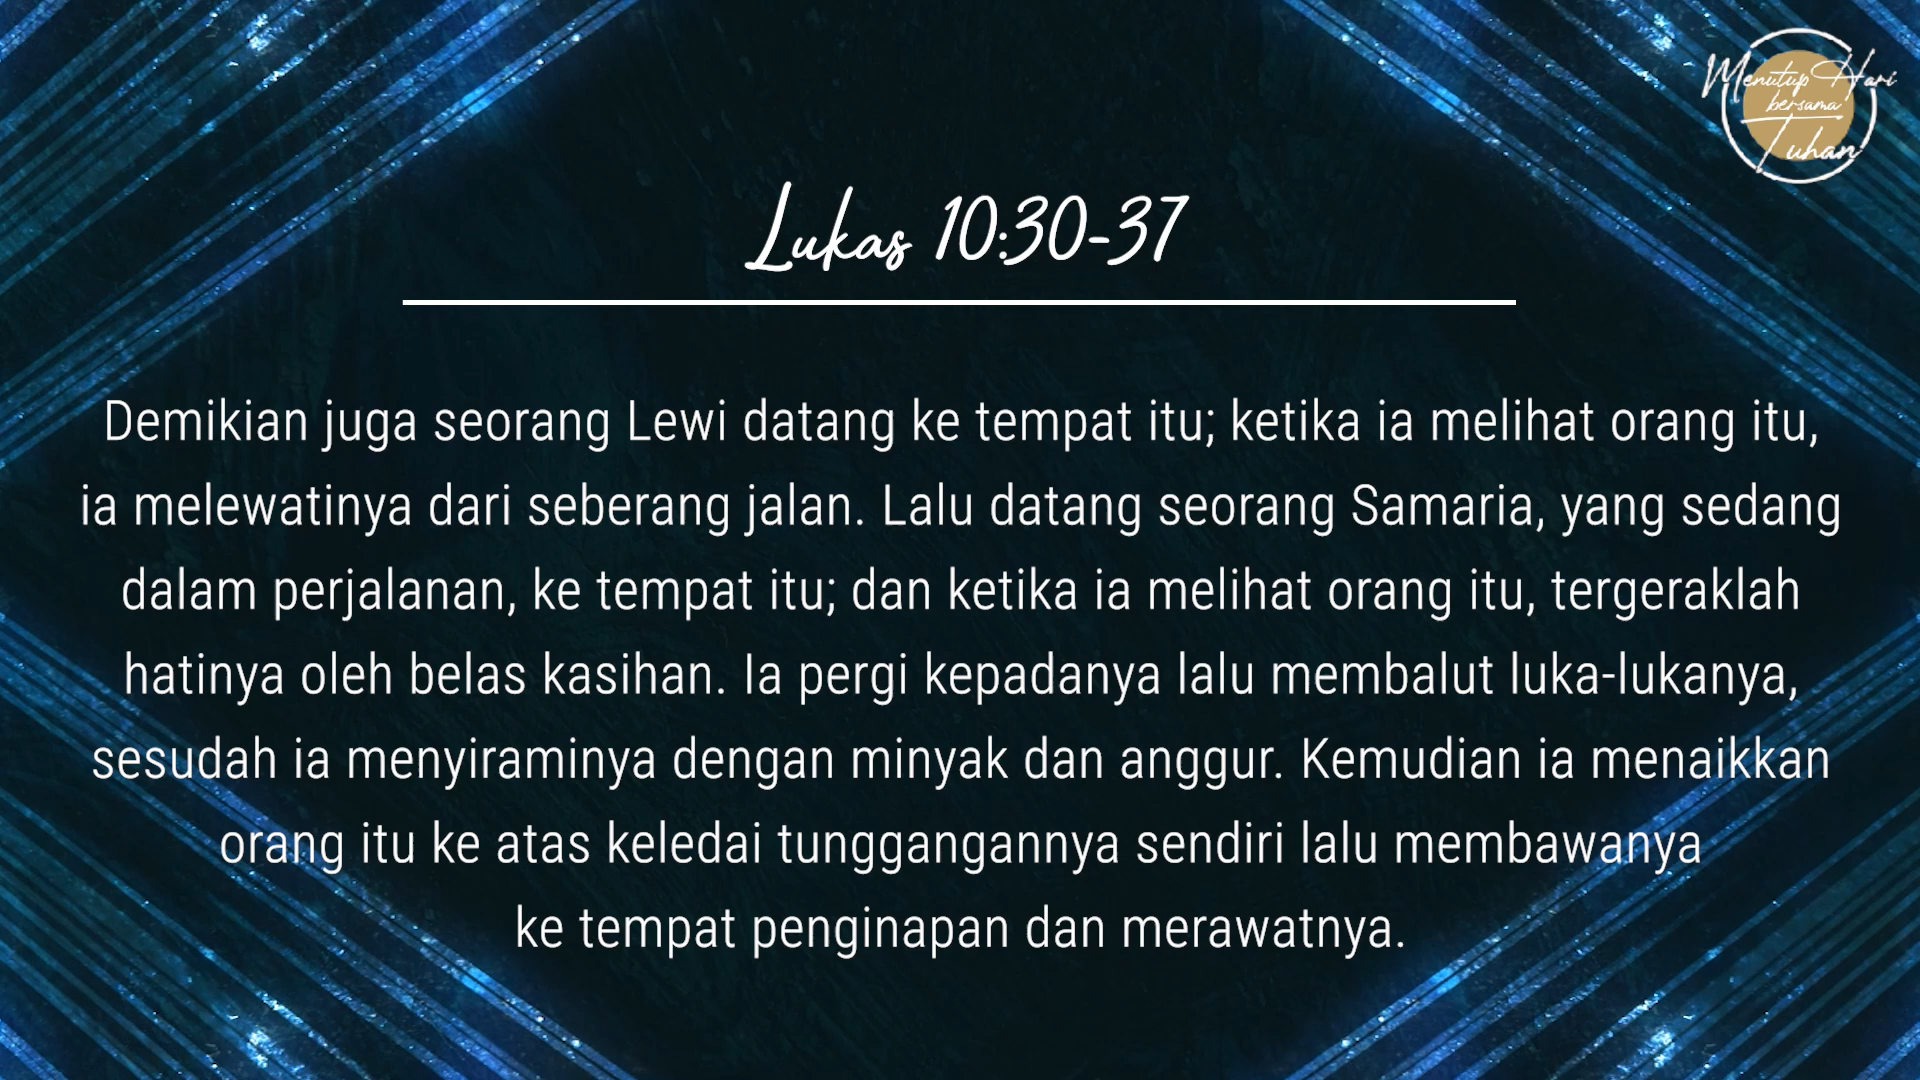 Menutup Hari
bersama
Tuhan
Lukas 10:30-37
Demikian juga seorang Lewi datang ke tempat itu; ketika ia melihat orang itu,
ia melewatinya dari seberang jalan. Lalu datang seorang Samaria, yang sedang
dalam perjalanan, ke tempat itu; dan ketika ia melihat orang itu, tergeraklah
hatinya oleh belas kasihan. Ia pergi kepadanya lalu membalut luka-lukanya,
sesudah ia menyiraminya dengan minyak dan anggur. Kemudian ia menaikkan
orang itu ke atas keledai tunggangannya sendiri lalu membawanya
ke tempat penginapan dan merawatnya.